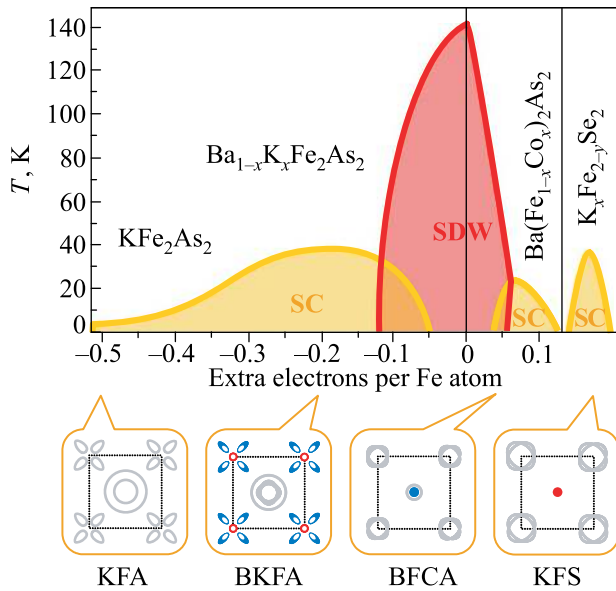 140
120
100
80
60
40
20
0
T, K
Ba1–xKxFe2As2
KFe2As2
SDW
SC
SC
SC
Ba(Fe1–xCox)2As2
KxFe2–ySe2
–0.5 –0.4 –0.3 –0.2 –0.1 0 0.1
Extra electrons per Fe atom
KFA BKFA BFCA KFS